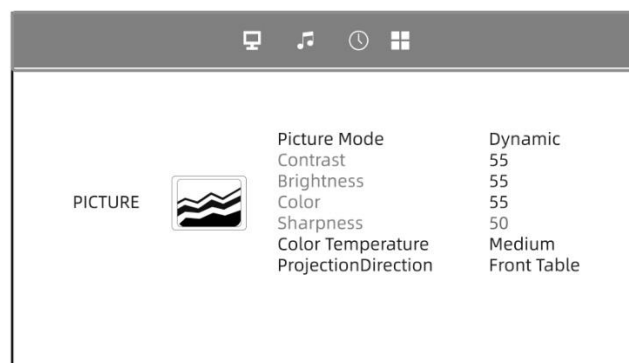 Picture Mode Dynamic
Contrast 55
Brightness 55
PICTURE Color 55
Sharpness 50
Color Temperature Medium
ProjectionDirection Front Table